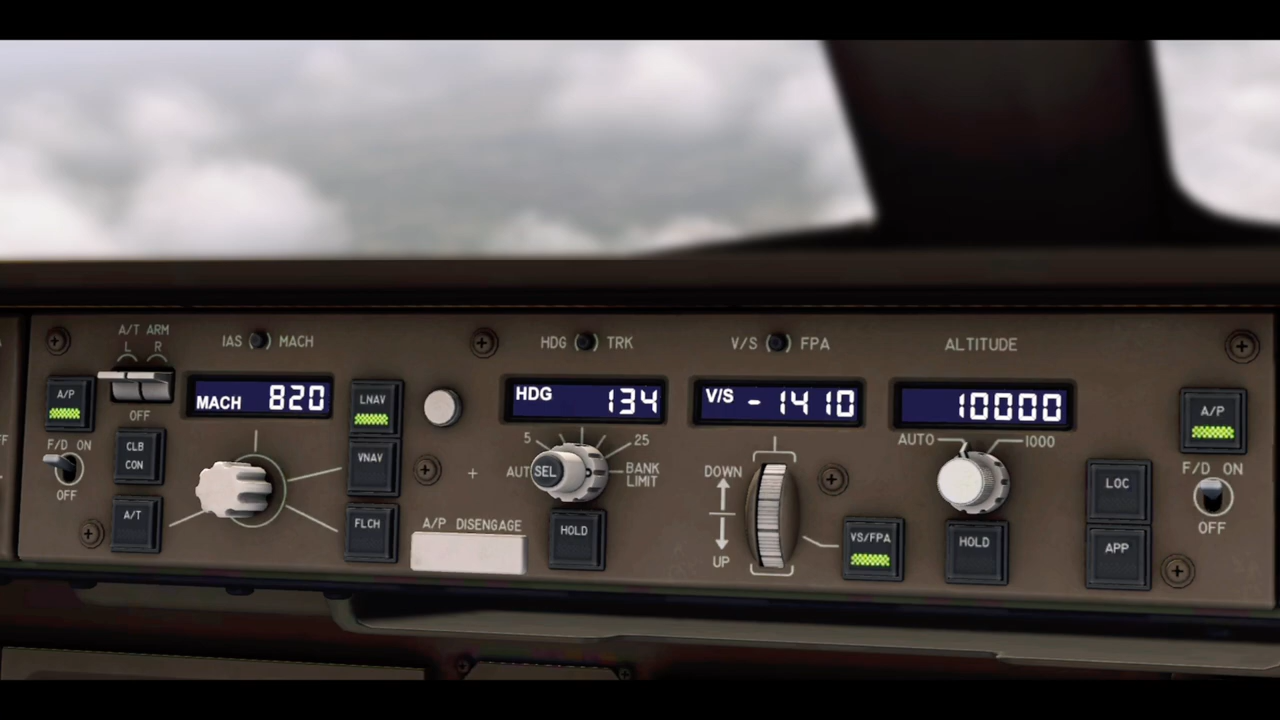 A/T ARM
L R
OFF
A/P
F/D ON
OFF
CLB
CON
A/T
IAS MACH
MACH 820
LNAV
VNAV
FLCH
A/P DISENGAGE
HDG TRK
HDG 134
5
25
AUT
SEL
BANK
LIMIT
HOLD
V/S FPA
V/S -1410
DOWN
UP
VS/FPA
ALTITUDE
10000
AUTO
1000
HOLD
LOC
APP
A/P
F/D ON
OFF